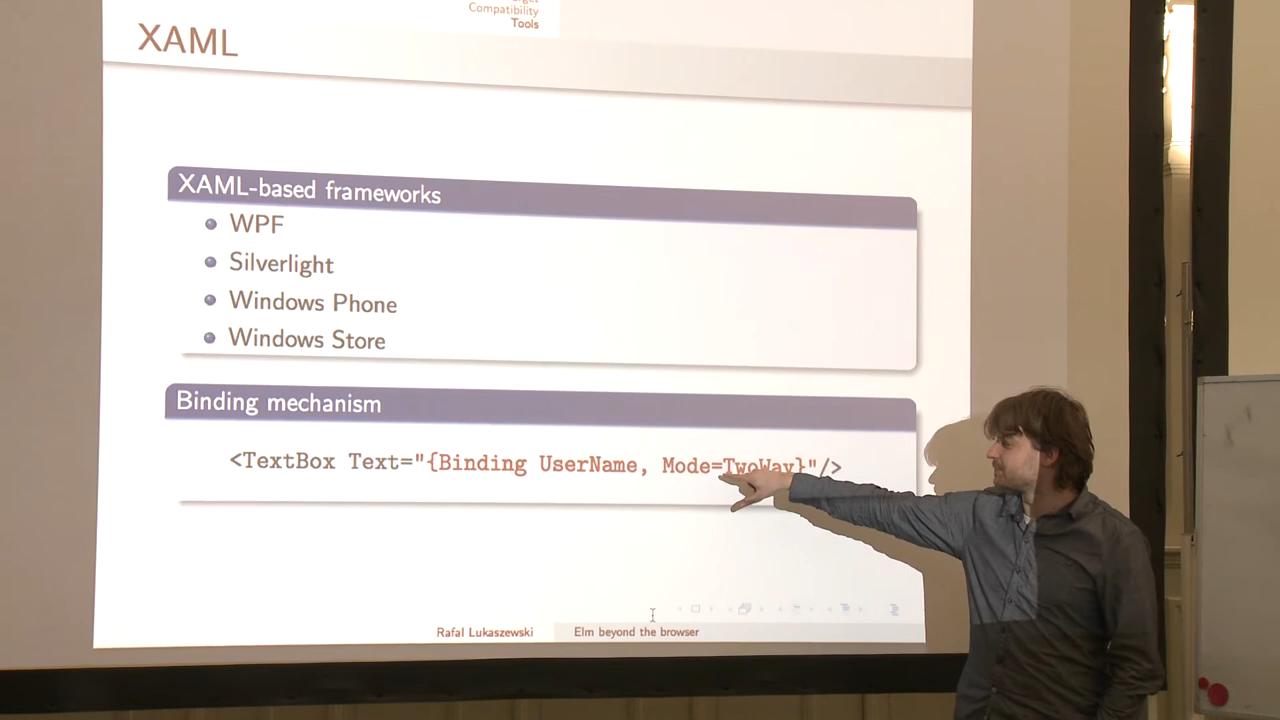 Compatibility
Tools
XAML
XAML-based frameworks
WPF
Silverlight
Windows Phone
Windows Store
Binding mechanism
<TextBox Text="{Binding UserName, Mode=TwoWay}"/>
Rafal Lukaszewski
Elm beyond the browser